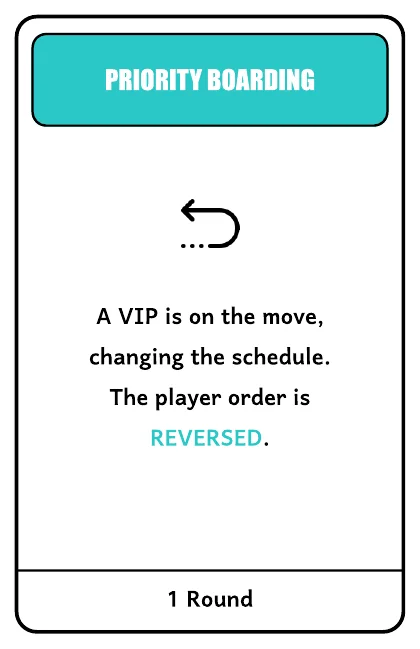 PRIORITY BOARDING
A VIP is on the move,
changing the schedule.
The player order is
REVERSED.
1 Round